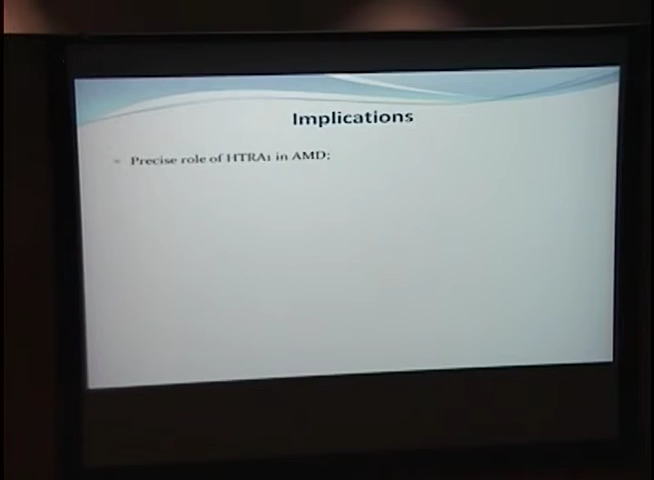 Implications
Precise role of HTRA1 in AMD;